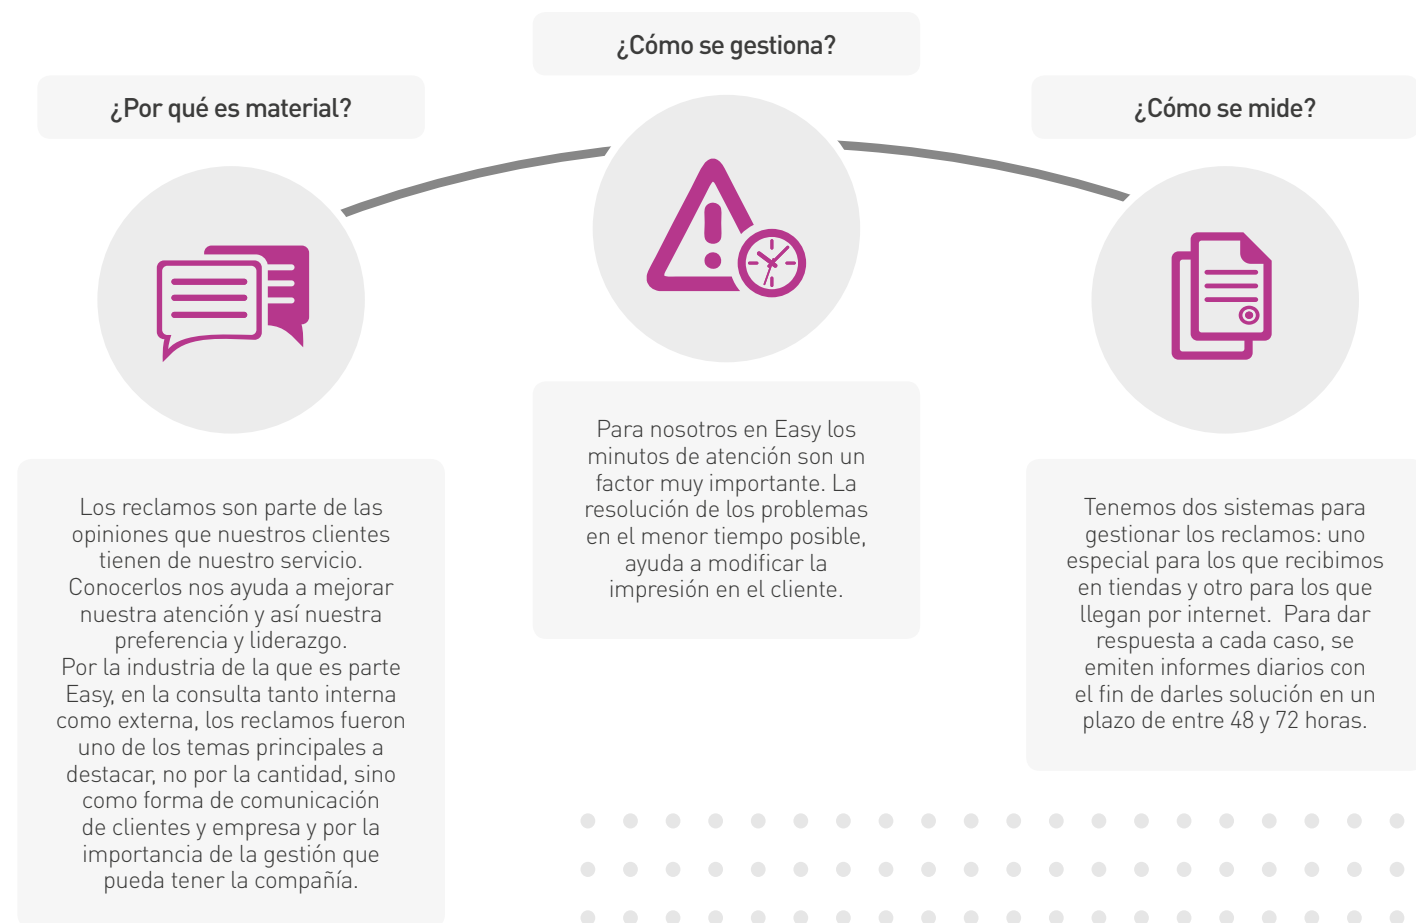 ¿Por qué es material?
Los reclamos son parte de las
opiniones que nuestros clientes
tienen de nuestro servicio.
Conocerlos nos ayuda a mejorar
nuestra atención y así nuestra
preferencia y liderazgo.
Por la industria de la que es parte
Easy, en la consulta tanto interna
como externa, los reclamos fueron
uno de los temas principales a
destacar, no por la cantidad, sino
como forma de comunicación
de clientes y empresa y por la
importancia de la gestión que
pueda tener la compañía.
¿Cómo se gestiona?
Para nosotros en Easy los
minutos de atención son un
factor muy importante. La
resolución de los problemas
en el menor tiempo posible,
ayuda a modificar la
impresión en el cliente.
¿Cómo se mide?
Tenemos dos sistemas para
gestionar los reclamos: uno
especial para los que recibimos
en tiendas y otro para los que
llegan por internet.  Para dar
respuesta a cada caso, se
emiten informes diarios con
el fin de darles solución en un
plazo de entre 48 y 72 horas.